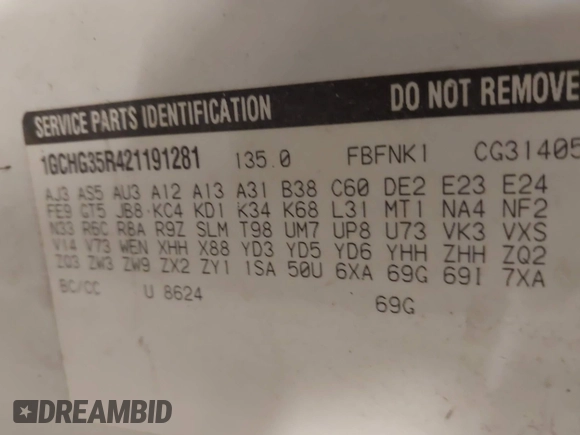 SERVICE PARTS IDENTIFICATION DO NOT REMOVE
1GCHG35R421191281 135.0 FBFNK1 CG31405
AJ3 AS5 AU3 A12 A13 A31 B38 C60 DE2 E23 E24
FE9 CT5 JB8 KC4 KD1 K34 K68 L31 MT1 NA4 NF2
N33 R6C R8A R9Z SLM T98 UM7 UP8 U73 VK3 VXS
V14 V73 WEN XHH X88 YD3 YD5 YD6 YHH ZHH ZQ2
ZQ3 ZW3 ZW9 ZX2 ZY1 1SA 50U 6XA 69G 69I 7XA
BC/CC U 8624 69G
DREAMBID